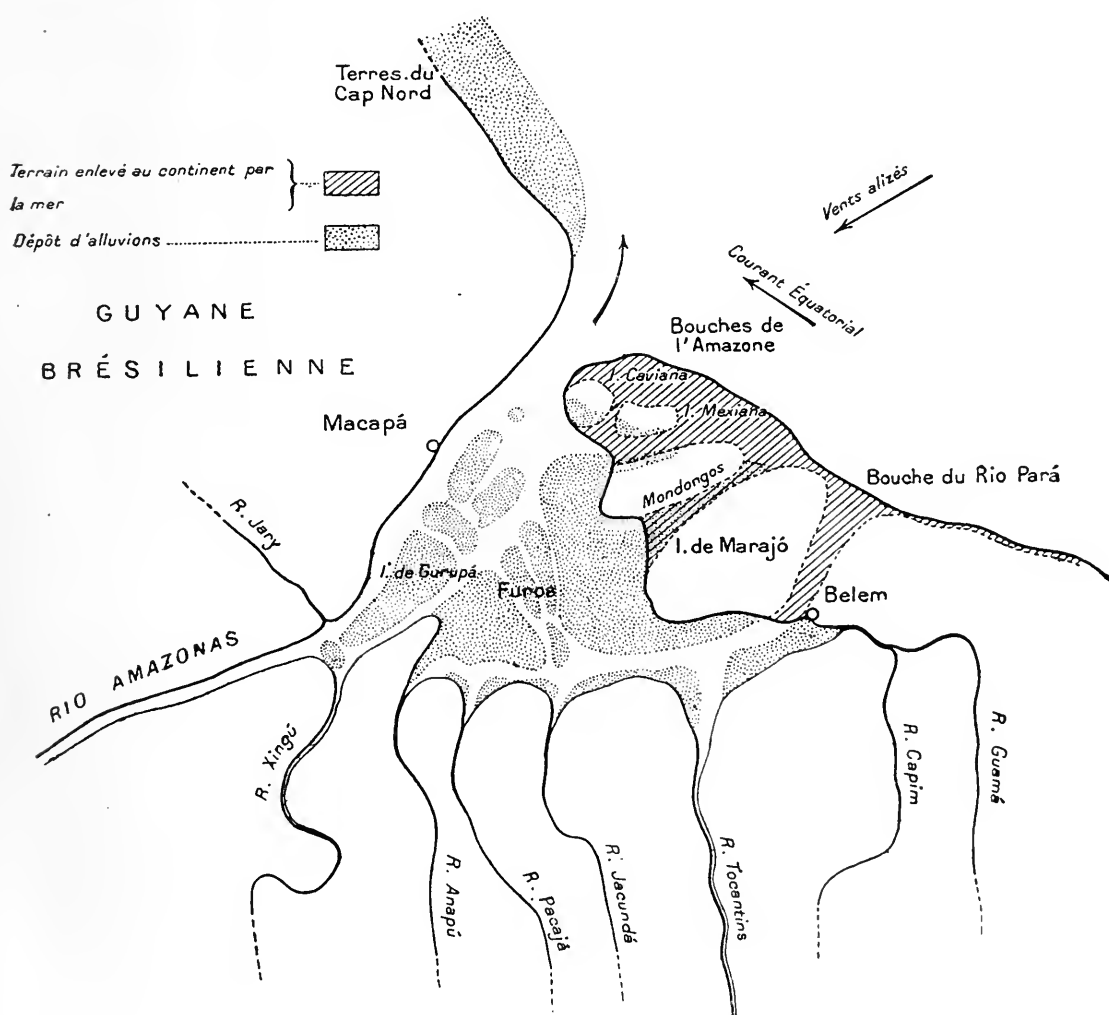 Terres.du
Cap Nord
Terrain enlevé au continent par
la mer
Dépôt d'alluvions
Vents alizés
Courant Équatorial
GUYANE
BRÉSILIENNE
Bouches de
l'Amazone
I. Caviana
I. Mexiana
Macapá
Mondongos
Bouche du Rio Pará
R. Jary
I. de Marajó
I. de Gurupá
Furos
Belem
RIO AMAZONAS
R. Xingú
R. Anapú
R. Pacajá
R. Jacundá
R. Tocantins
R. Capim
R. Guamá